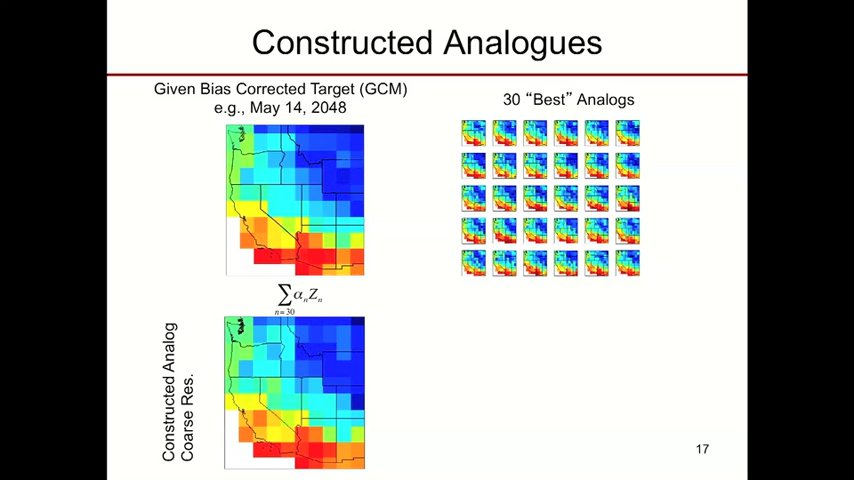 Constructed Analogues
Given Bias Corrected Target (GCM)
e.g., May 14, 2048
30 “Best” Analogs
∑ αnZn
n=30
Constructed Analog
Coarse Res.
17